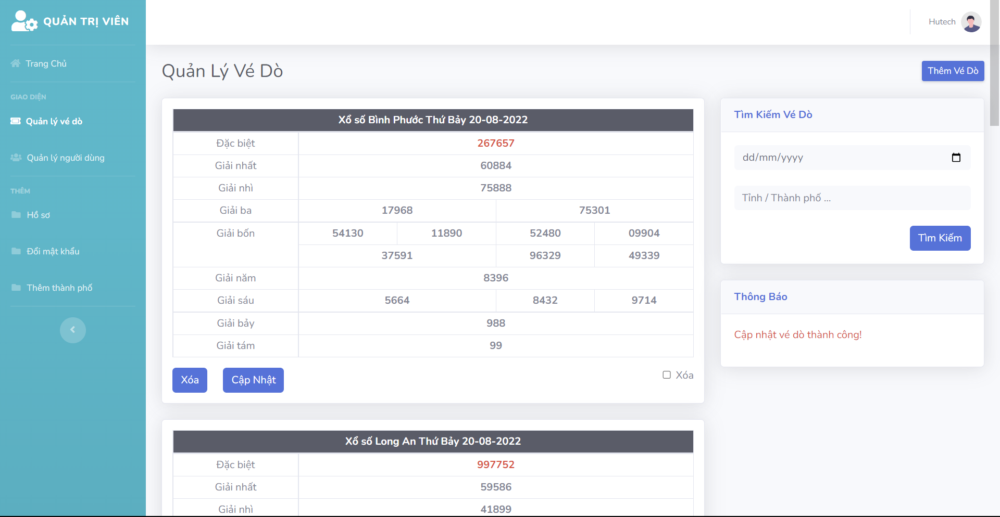 QUẢN TRỊ VIÊN
Trang Chủ
GIAO DIỆN
Quản lý vé dò
Quản lý người dùng
THÊM
Hồ sơ
Đổi mật khẩu
Thêm thành phố
Hutech
Quản Lý Vé Dò
Thêm Vé Dò
Xổ số Bình Phước Thứ Bảy 20-08-2022
Đặc biệt 267657
Giải nhất 60884
Giải nhì 75888
Giải ba 17968 75301
Giải bốn 54130 11890 52480 09904
37591 96329 49339
Giải năm 8396
Giải sáu 5664 8432 9714
Giải bảy 988
Giải tám 99
Xóa Cập Nhật Xóa
Xổ số Long An Thứ Bảy 20-08-2022
Đặc biệt 997752
Giải nhất 59586
Giải nhì 41899
Tìm Kiếm Vé Dò
dd/mm/yyyy
Tỉnh / Thành phố ...
Tìm Kiếm
Thông Báo
Cập nhật vé dò thành công!